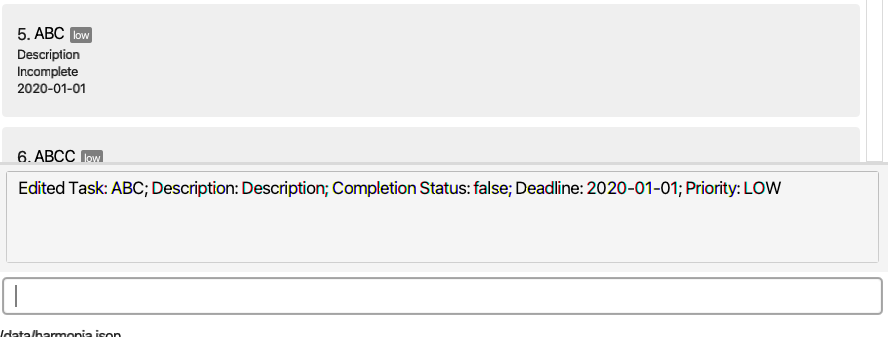 5. ABC low
Description
Incomplete
2020-01-01
6. ABCC low
Edited Task: ABC; Description: Description; Completion Status: false; Deadline: 2020-01-01; Priority: LOW
/data/harmonia.json